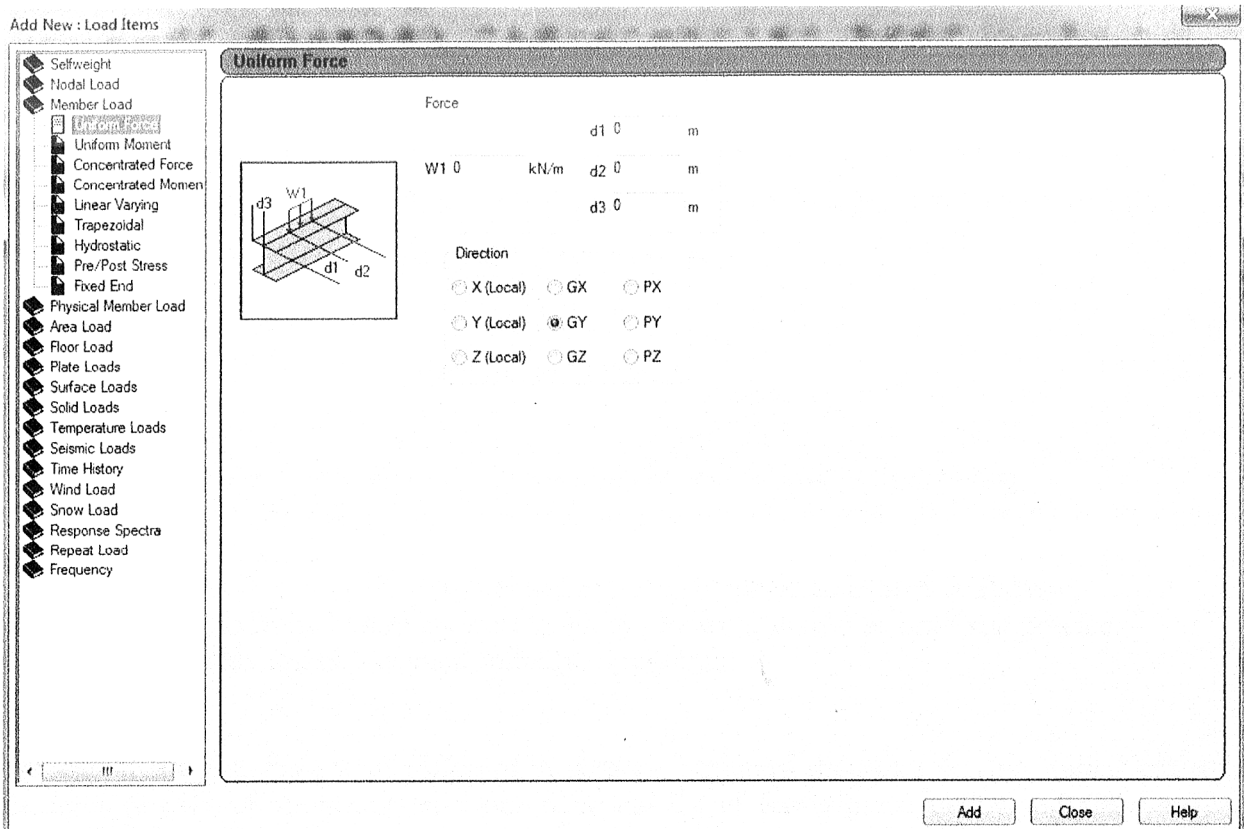 Add New : Load Items
Selfweight
Nodal Load
Member Load
Uniform Force
Uniform Moment
Concentrated Force
Concentrated Momen
Linear Varying
Trapezoidal
Hydrostatic
Pre/Post Stress
Fixed End
Physical Member Load
Area Load
Floor Load
Plate Loads
Surface Loads
Solid Loads
Temperature Loads
Seismic Loads
Time History
Wind Load
Snow Load
Response Spectra
Repeat Load
Frequency
Uniform Force
Force
d1 0 m
W1 0 kN/m d2 0 m
d3 0 m
W1
d3
d1 d2
Direction
X (Local) GX PX
Y (Local) GY PY
Z (Local) GZ PZ
Add Close Help